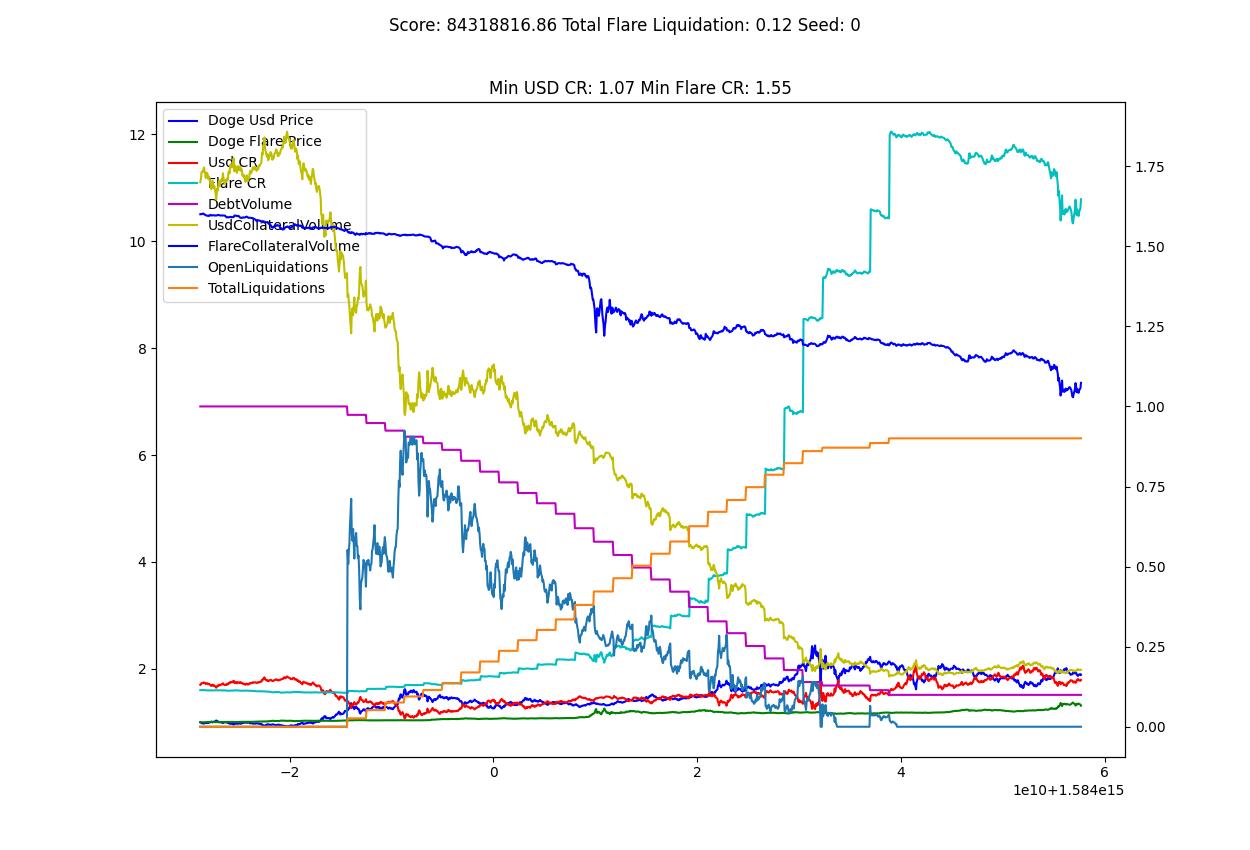 Score: 84318816.86 Total Flare Liquidation: 0.12 Seed: 0
Min USD CR: 1.07 Min Flare CR: 1.55
Doge Usd Price
Doge Flare Price
Usd CR
Flare CR
DebtVolume
UsdCollateralVolume
FlareCollateralVolume
OpenLiquidations
TotalLiquidations
12
10
8
6
4
2
1.75
1.50
1.25
1.00
0.75
0.50
0.25
0.00
−2
0
2
4
6
1e10+1.584e15